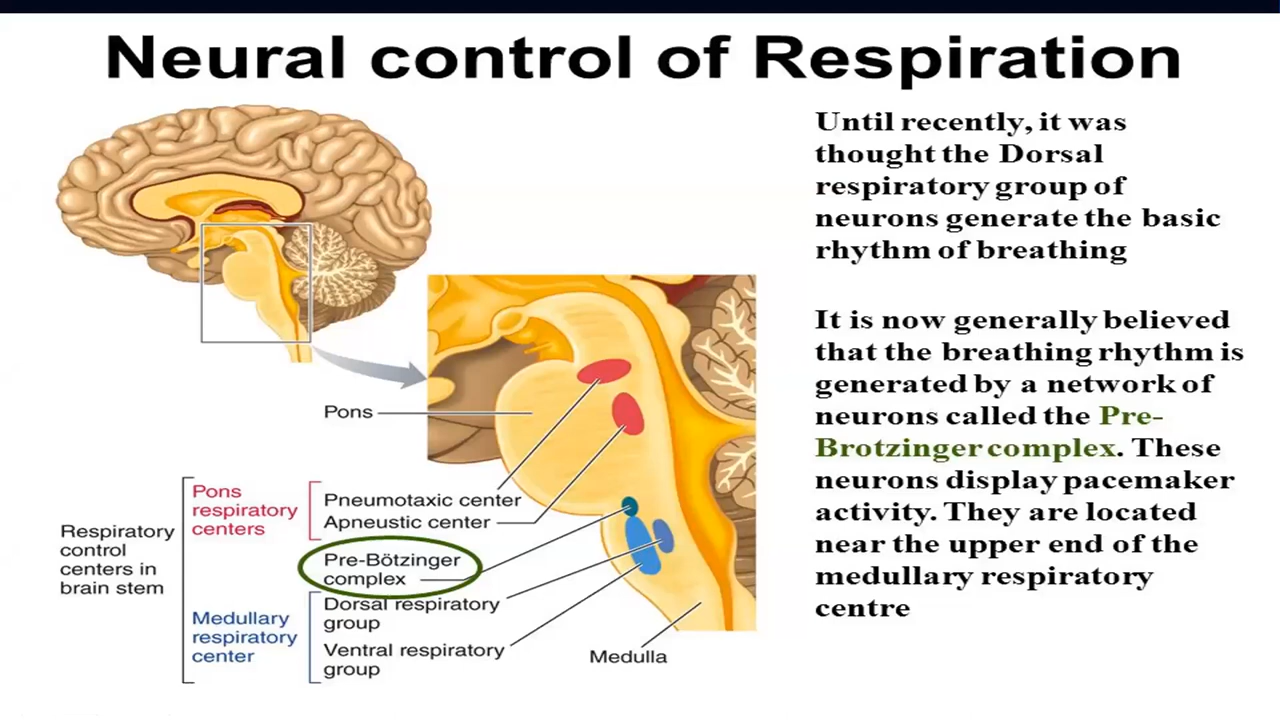 Neural control of Respiration
Until recently, it was
thought the Dorsal
respiratory group of
neurons generate the basic
rhythm of breathing
It is now generally believed
that the breathing rhythm is
generated by a network of
neurons called the Pre-
Brotzinger complex. These
neurons display pacemaker
activity. They are located
near the upper end of the
medullary respiratory
centre
Pons
Respiratory
control
centers in
brain stem
Pons
respiratory
centers
Pneumotaxic center
Apneustic center
Pre-Bötzinger
complex
Medullary
respiratory
center
Dorsal respiratory
group
Ventral respiratory
group
Medulla